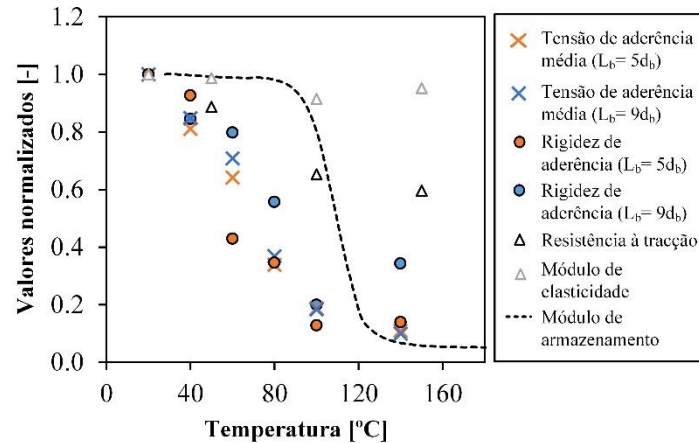 1.2
1.0
0.8
0.6
0.4
0.2
0.0
Valores normalizados [-]
0
40
80
120
160
Temperatura [ºC]
Tensão de aderência
média (Lb= 5db)
Tensão de aderência
média (Lb= 9db)
Rigidez de
aderência (Lb= 5db)
Rigidez de
adcrência (Lb= 9db)
Resistência à tracção
Módulo de
elasticidade
Módulo de
armazenamento